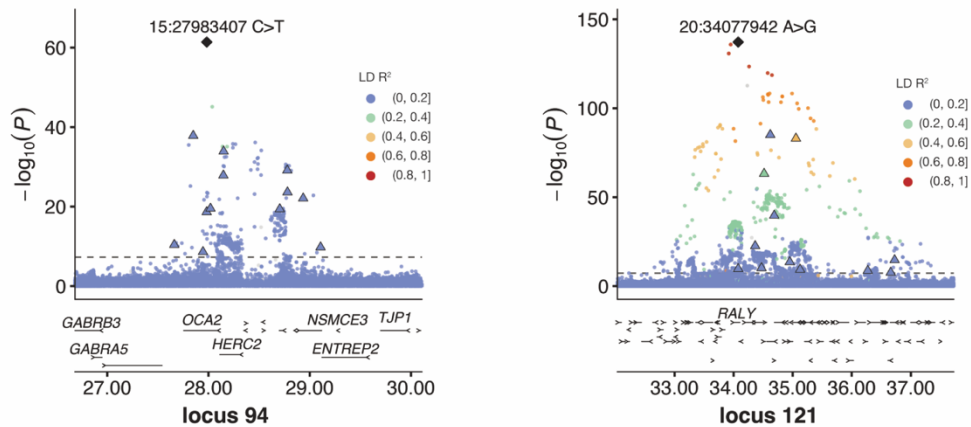 15:27983407 C>T
60
40
20
0
−log₁₀(P)
LD R²
(0, 0.2]
(0.2, 0.4]
(0.4, 0.6]
(0.6, 0.8]
(0.8, 1]
GABRB3 OCA2 NSMCE3 TJP1
HERC2
GABRA5 ENTREP2
27.00 28.00 29.00 30.00
locus 94
20:34077942 A>G
150
100
50
0
−log₁₀(P)
LD R²
(0, 0.2]
(0.2, 0.4]
(0.4, 0.6]
(0.6, 0.8]
(0.8, 1]
RALY
33.00 34.00 35.00 36.00 37.00
locus 121